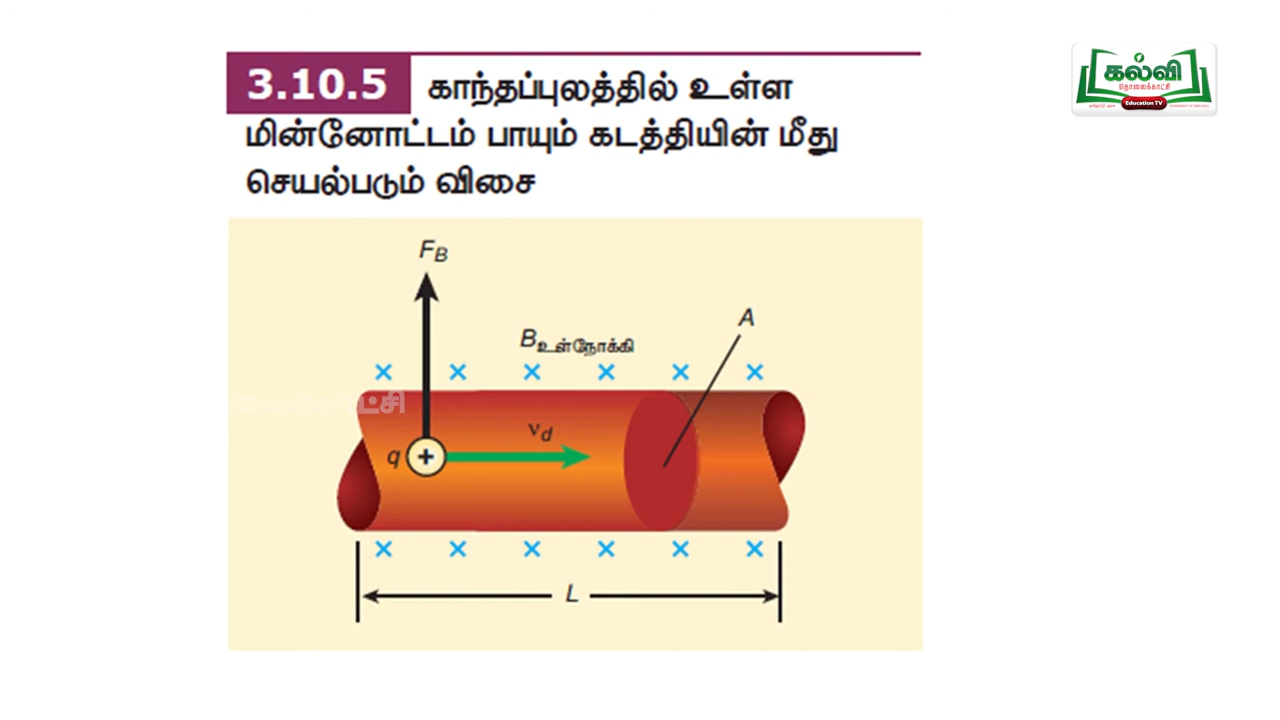 3.10.5 காந்தப்புலத்தில் உள்ள
மின்னோட்டம் பாயும் கடத்தியின் மீது
செயல்படும் விசை
கல்வி
தொலைக்காட்சி
Education TV
F_B
A
B உள்நோக்கி
× × × × × ×
v_d
q +
× × × × × ×
L